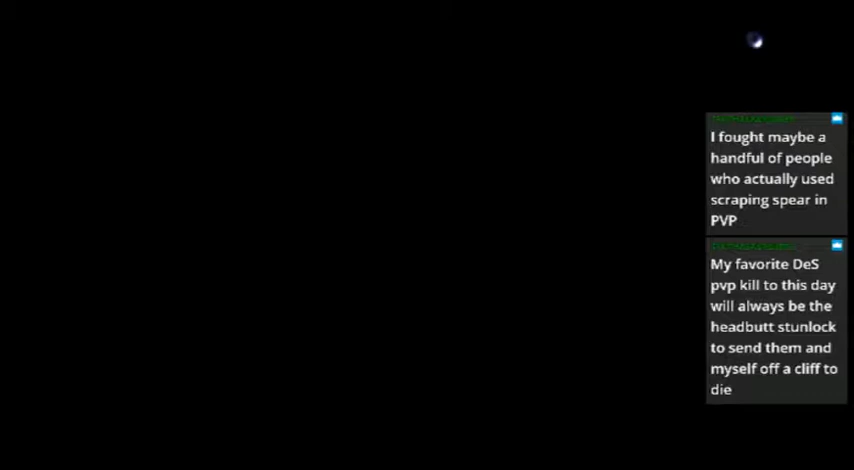 I fought maybe a
handful of people
who actually used
scraping spear in
PVP
My favorite DeS
pvp kill to this day
will always be the
headbutt stunlock
to send them and
myself off a cliff to
die